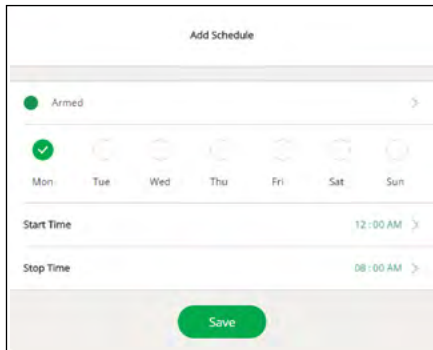 Add Schedule
Armed
Mon Tue Wed Thu Fri Sat Sun
Start Time 12:00 AM
Stop Time 08:00 AM
Save